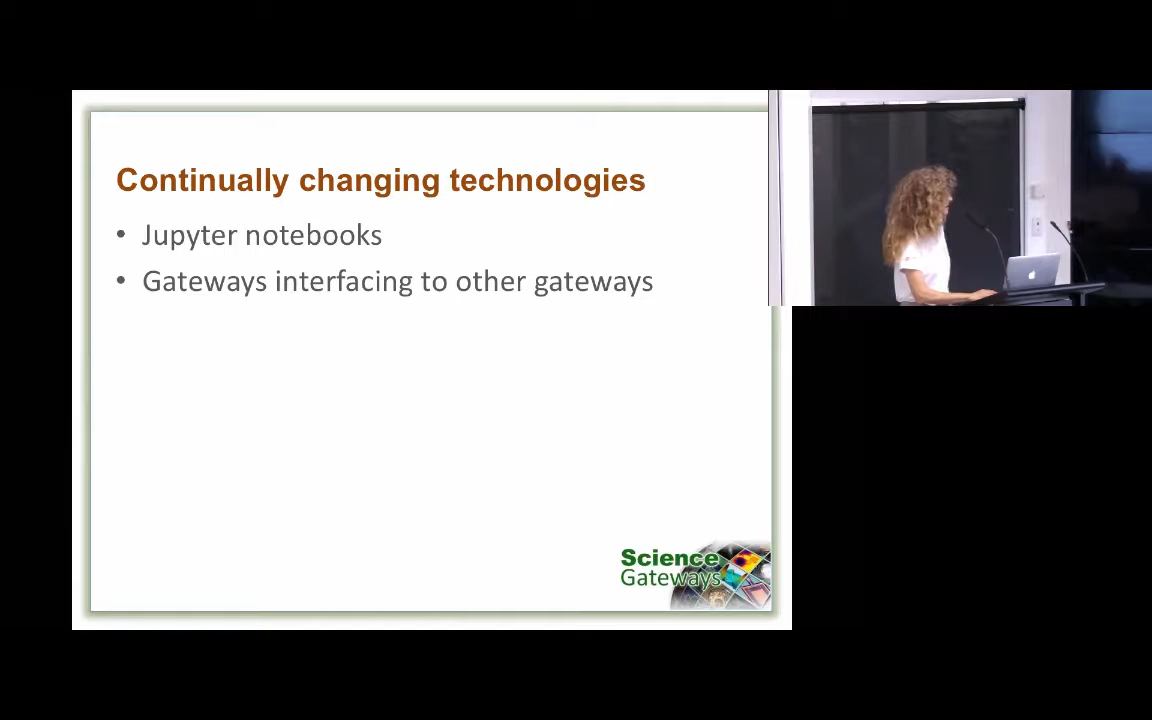 Continually changing technologies
• Jupyter notebooks
• Gateways interfacing to other gateways
Science
Gateways